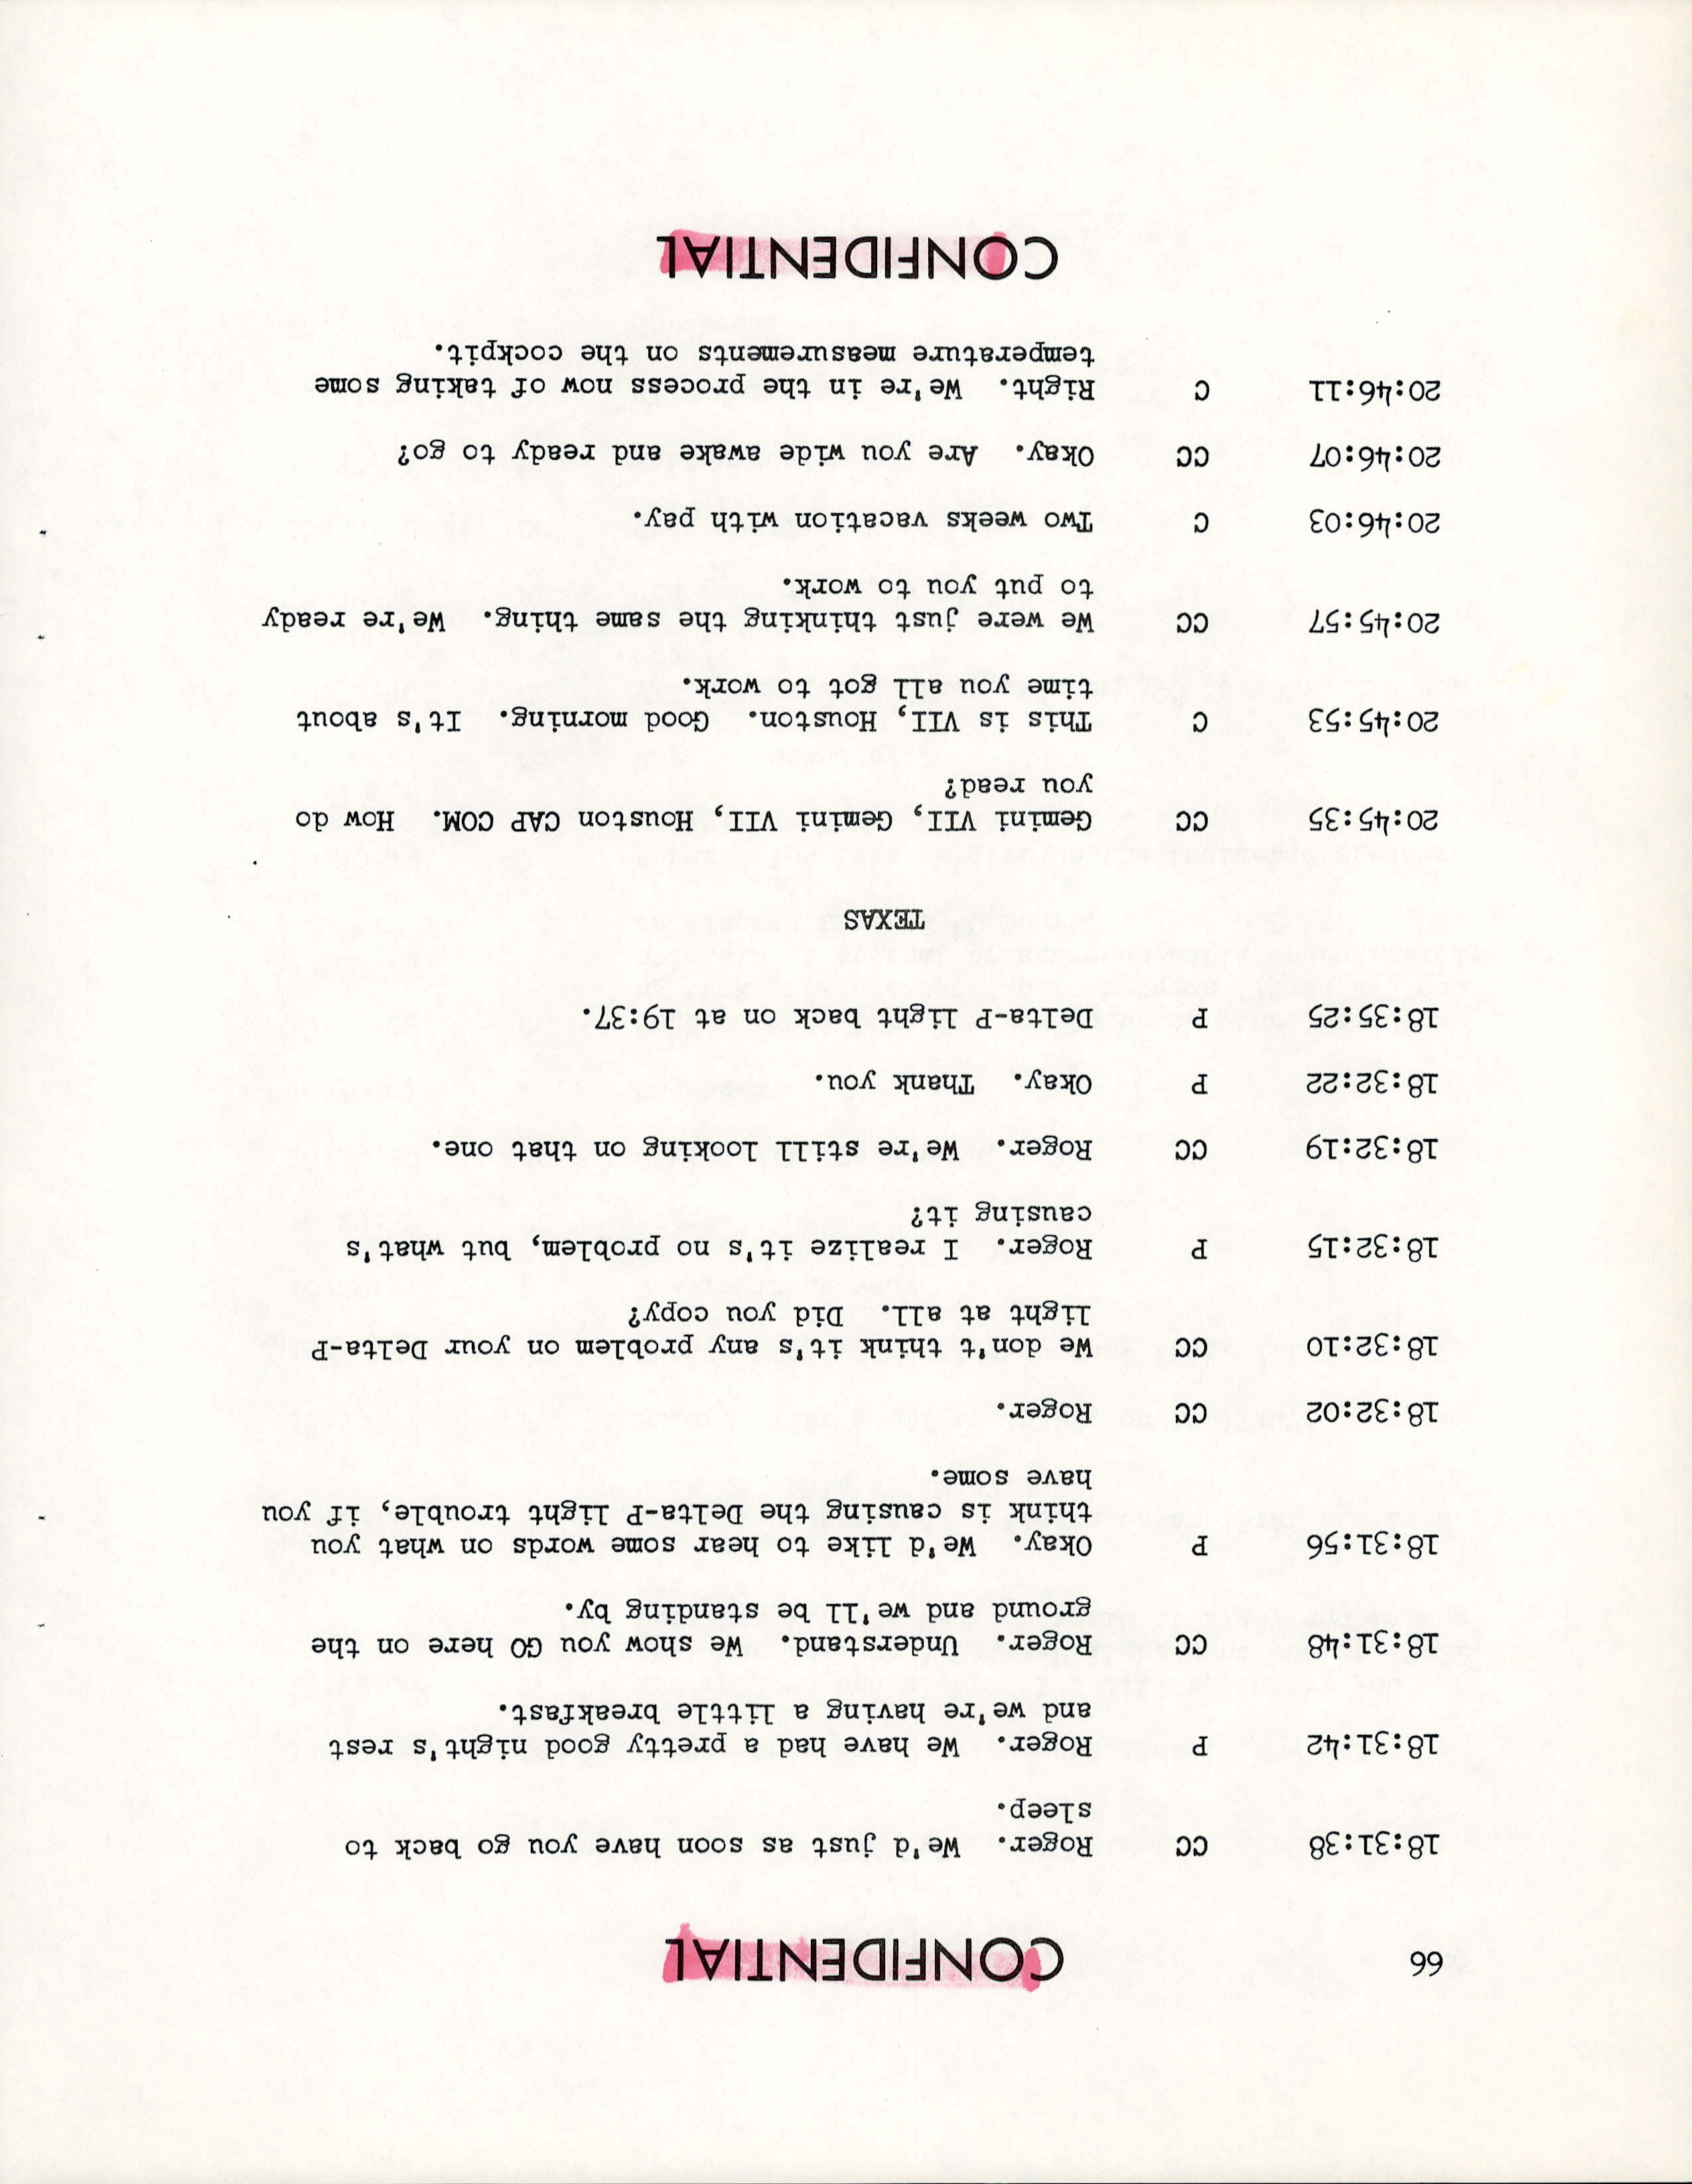 66
CONFIDENTIAL
18:31:38 CC Roger. We'd just as soon have you go back to
sleep.
18:31:42 P Roger. We have had a pretty good night's rest
and we're having a little breakfast.
18:31:48 CC Roger. Understand. We show you GO here on the
ground and we'll be standing by.
18:31:56 P Okay. We'd like to hear some words on what you
think is causing the Delta-P light trouble, if you
have some.
18:32:02 CC Roger.
18:32:10 CC We don't think it's any problem on your Delta-P
light at all. Did you copy?
18:32:15 P Roger. I realize it's no problem, but what's
causing it?
18:32:19 CC Roger. We're still looking on that one.
18:32:22 P Okay. Thank you.
18:35:25 P Delta-P light back on at 19:37.
TEXAS
20:45:35 CC Gemini VII, Gemini VII, Houston CAP COM. How do
you read?
20:45:53 C This is VII, Houston. Good morning. It's about
time you all got to work.
20:45:57 CC We were just thinking the same thing. We're ready
to put you to work.
20:46:03 C Two weeks vacation with pay.
20:46:07 CC Okay. Are you wide awake and ready to go?
20:46:11 C Right. We're in the process now of taking some
temperature measurements on the cockpit.
CONFIDENTIAL